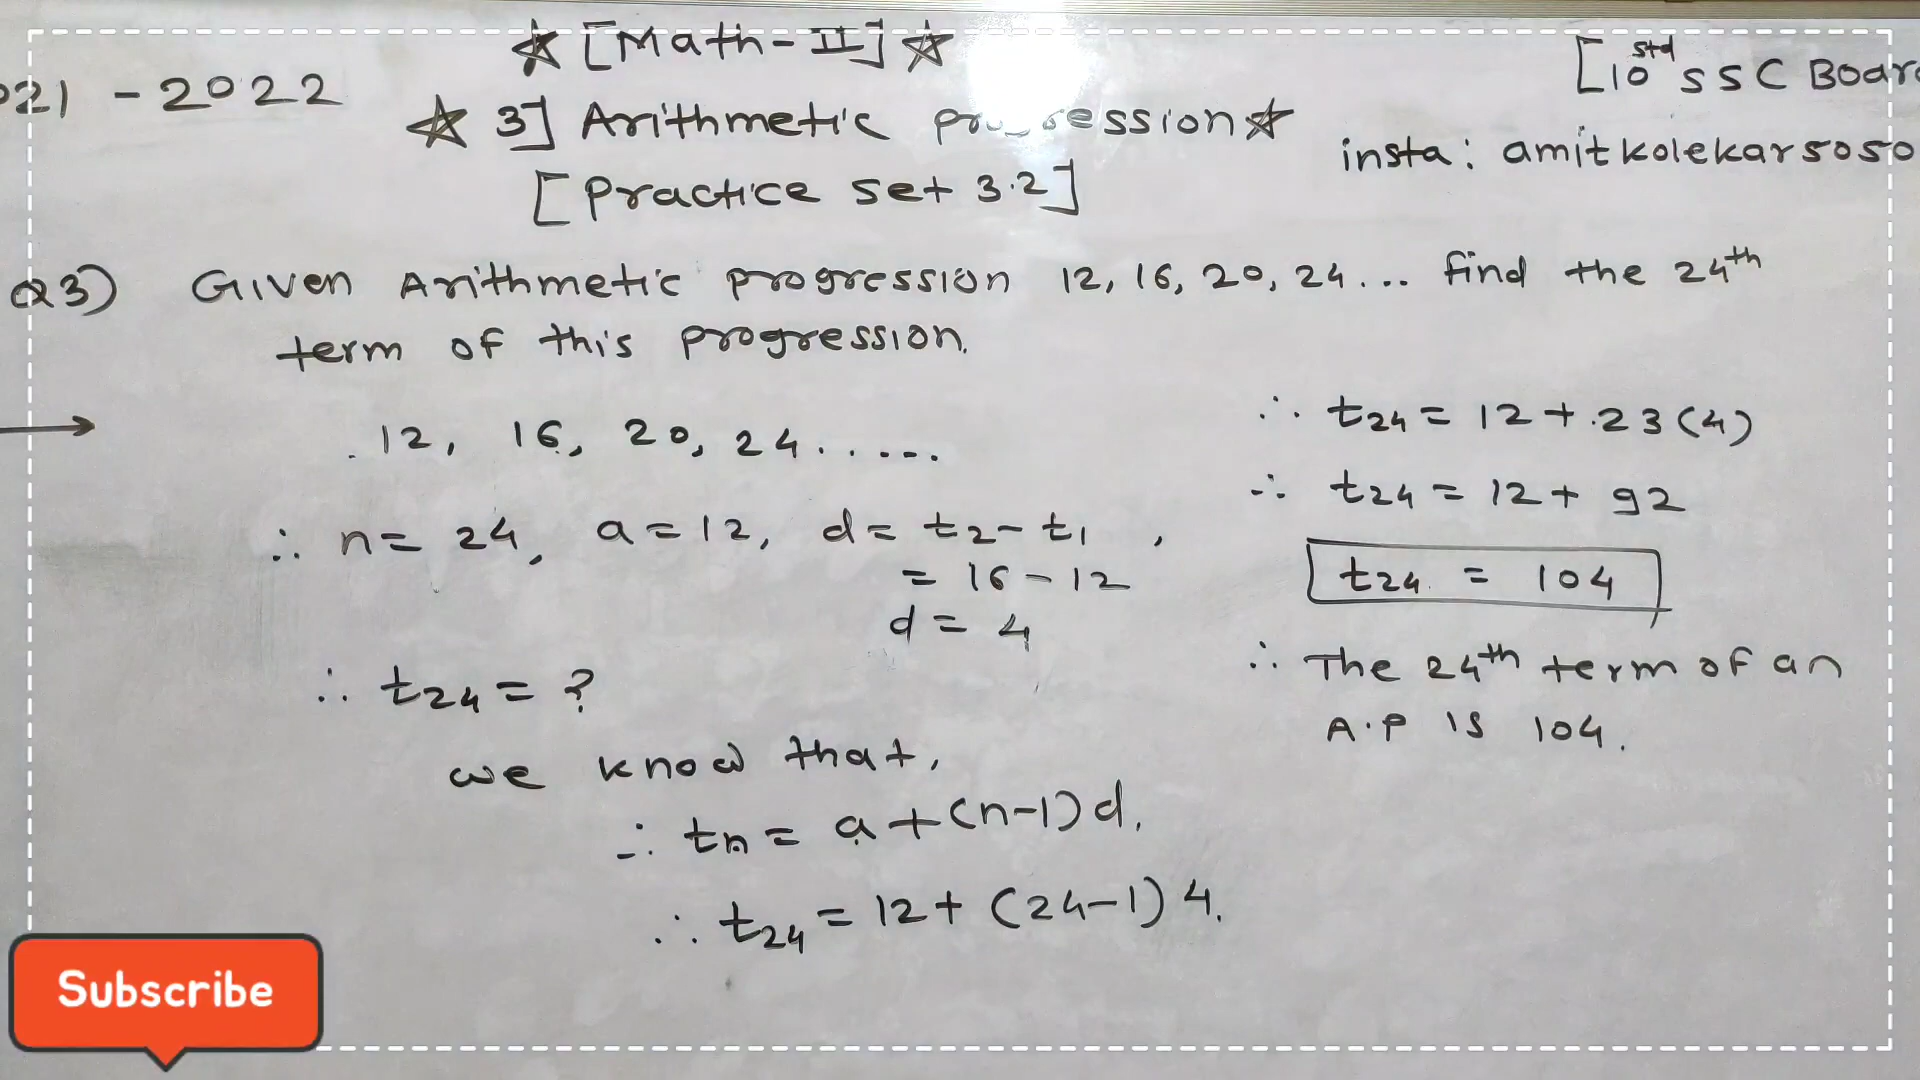 ☆ [Math-II] ☆
021 - 2022
[10 std SSC Board
☆ 3] Arithmetic ☆
insta: amitkolekar5050
[Practice set 3.2]
Q3) Given Arithmetic progression 12, 16, 20, 24... find the 24th
term of this progression.
→ 12, 16, 20, 24.....
∴ n= 24, a=12, d= t2-t1,
= 16-12
d= 4
∴ t24=?
we know that,
∴ tn= a+(n-1)d.
∴ t24=12+(24-1)4.
∴ t24= 12+.23(4)
∴ t24= 12+ 92
t24 = 104
∴ The 24th term of an
A.P is 104.
Subscribe